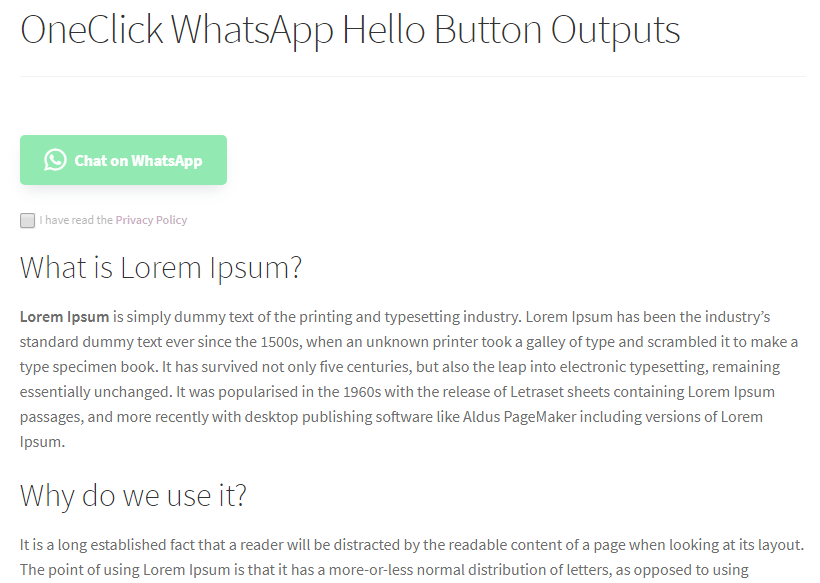 OneClick WhatsApp Hello Button Outputs
Chat on WhatsApp
I have read the Privacy Policy
What is Lorem Ipsum?
Lorem Ipsum is simply dummy text of the printing and typesetting industry. Lorem Ipsum has been the industry’s
standard dummy text ever since the 1500s, when an unknown printer took a galley of type and scrambled it to make a
type specimen book. It has survived not only five centuries, but also the leap into electronic typesetting, remaining
essentially unchanged. It was popularised in the 1960s with the release of Letraset sheets containing Lorem Ipsum
passages, and more recently with desktop publishing software like Aldus PageMaker including versions of Lorem
Ipsum.
Why do we use it?
It is a long established fact that a reader will be distracted by the readable content of a page when looking at its layout.
The point of using Lorem Ipsum is that it has a more-or-less normal distribution of letters, as opposed to using